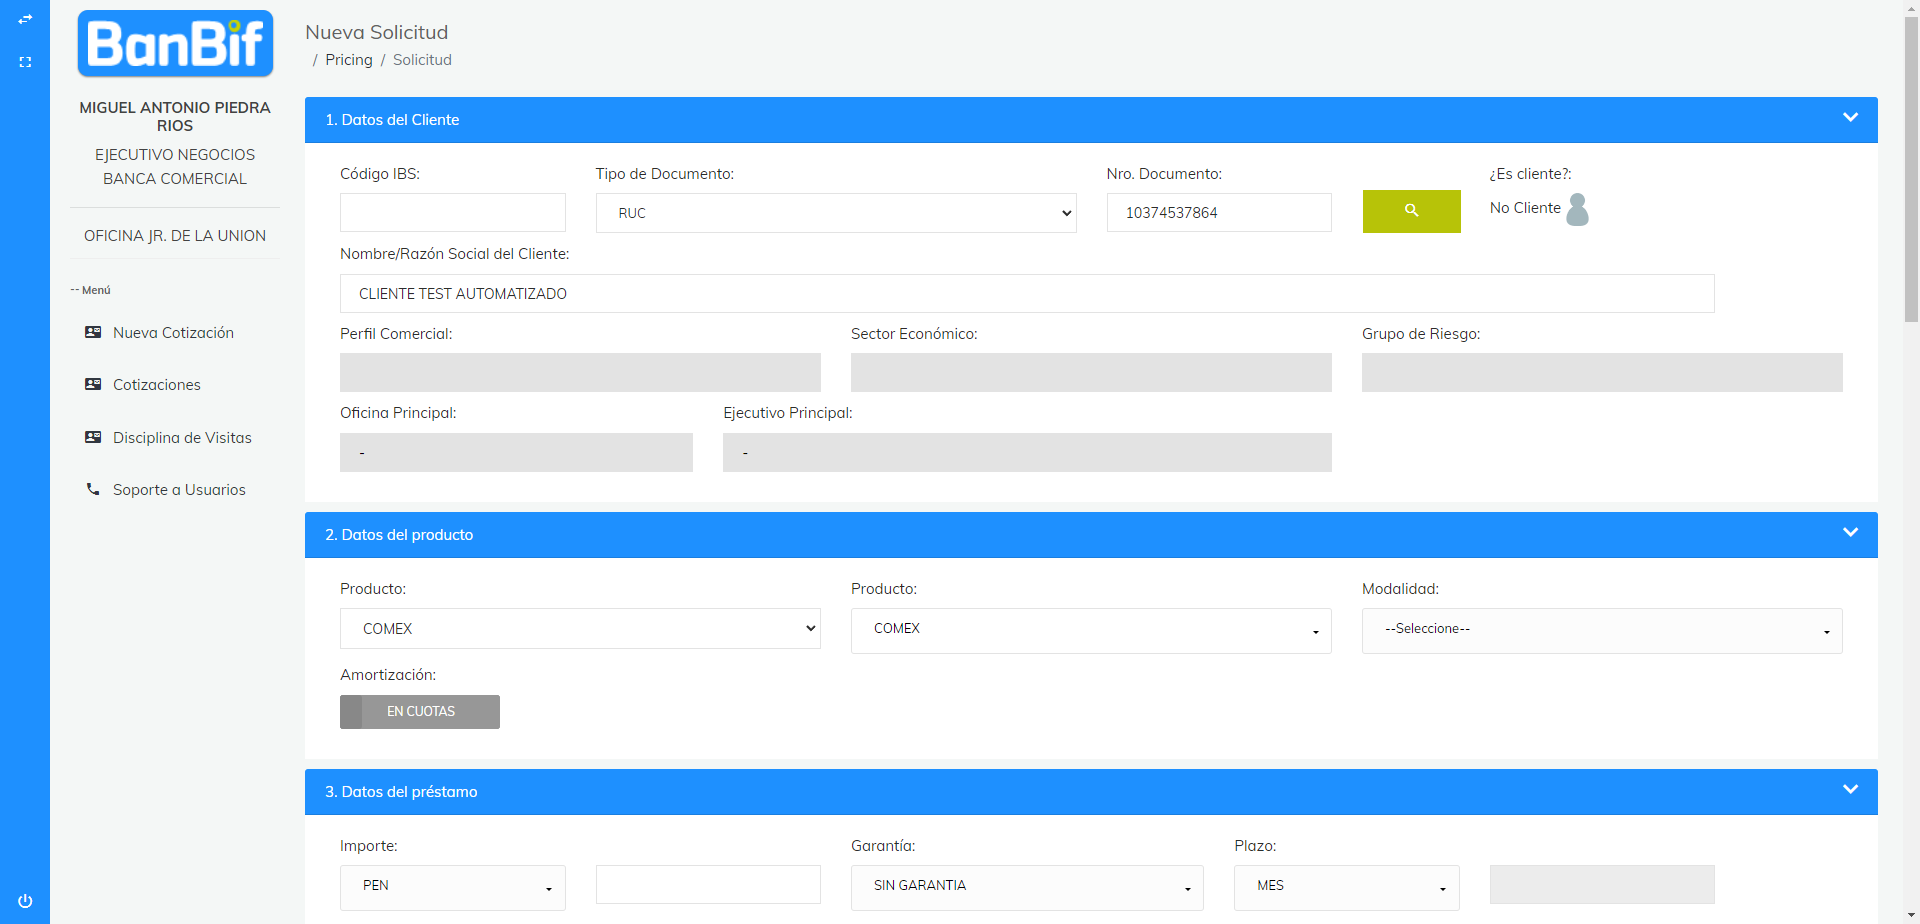 BanBif
MIGUEL ANTONIO PIEDRA
RIOS
EJECUTIVO NEGOCIOS
BANCA COMERCIAL
OFICINA JR. DE LA UNION
-- Menú
Nueva Cotización
Cotizaciones
Disciplina de Visitas
Soporte a Usuarios
Nueva Solicitud
/ Pricing / Solicitud
1. Datos del Cliente
Código IBS: Tipo de Documento: Nro. Documento: ¿Es cliente?:
RUC 10374537864 No Cliente
Nombre/Razón Social del Cliente:
CLIENTE TEST AUTOMATIZADO
Perfil Comercial: Sector Económico: Grupo de Riesgo:
Oficina Principal: Ejecutivo Principal:
- -
2. Datos del producto
Producto: Producto: Modalidad:
COMEX COMEX --Seleccione--
Amortización:
EN CUOTAS
3. Datos del préstamo
Importe: Garantía: Plazo:
PEN SIN GARANTIA MES